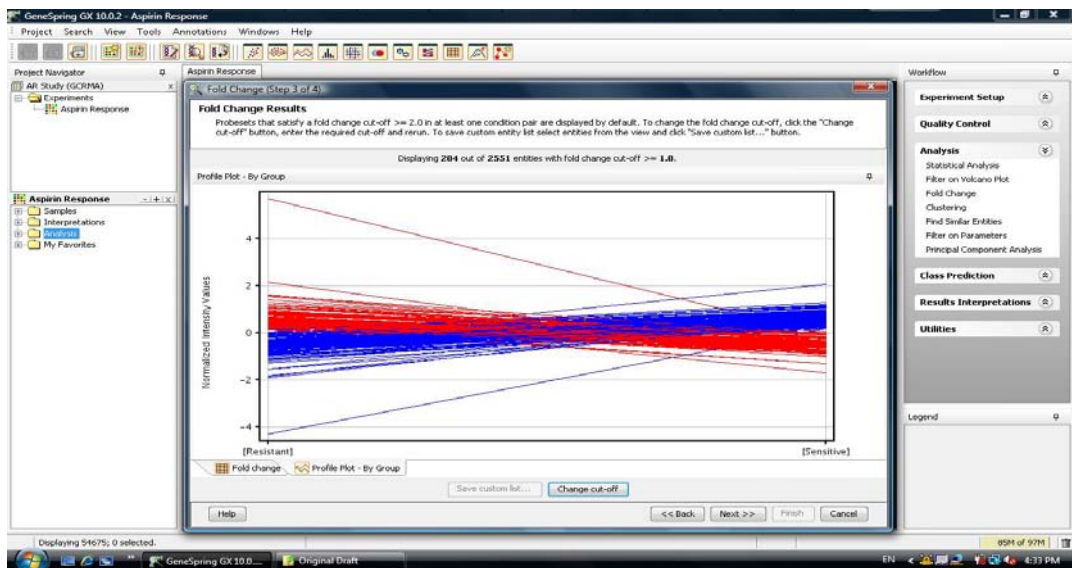 GeneSpring GX 10.0.2 - Aspirin Response
Project Search View Tools Annotations Windows Help
Project Navigator
AR Study (GCRMA)
Experiments
Aspirin Response
Aspirin Response
Samples
Interpretations
Analysis
My Favorites
Aspirin Response
Fold Change (Step 3 of 4)
Fold Change Results
Probesets that satisfy a fold change cut-off >= 2.0 in at least one condition pair are displayed by default. To change the fold change cut-off, click the "Change
cut-off" button, enter the required cut-off and rerun. To save custom entity list select entities from the view and click "Save custom list..." button.
Displaying 204 out of 2551 entities with fold change cut-off >= 1.0.
Profile Plot - By Group
Normalized Intensity Values
4
2
0
-2
-4
[Resistant] [Sensitive]
Fold change Profile Plot - By Group
Save custom list... Change cut-off
Help << Back Next >> Finish Cancel
Workflow
Experiment Setup
Quality Control
Analysis
Statistical Analysis
Filter on Volcano Plot
Fold Change
Clustering
Find Similar Entities
Filter on Parameters
Principal Component Analysis
Class Prediction
Results Interpretations
Utilities
Legend
Displaying 54675; 0 selected. 85M of 97M
GeneSpring GX 10.0.... Original Draft EN 4:33 PM